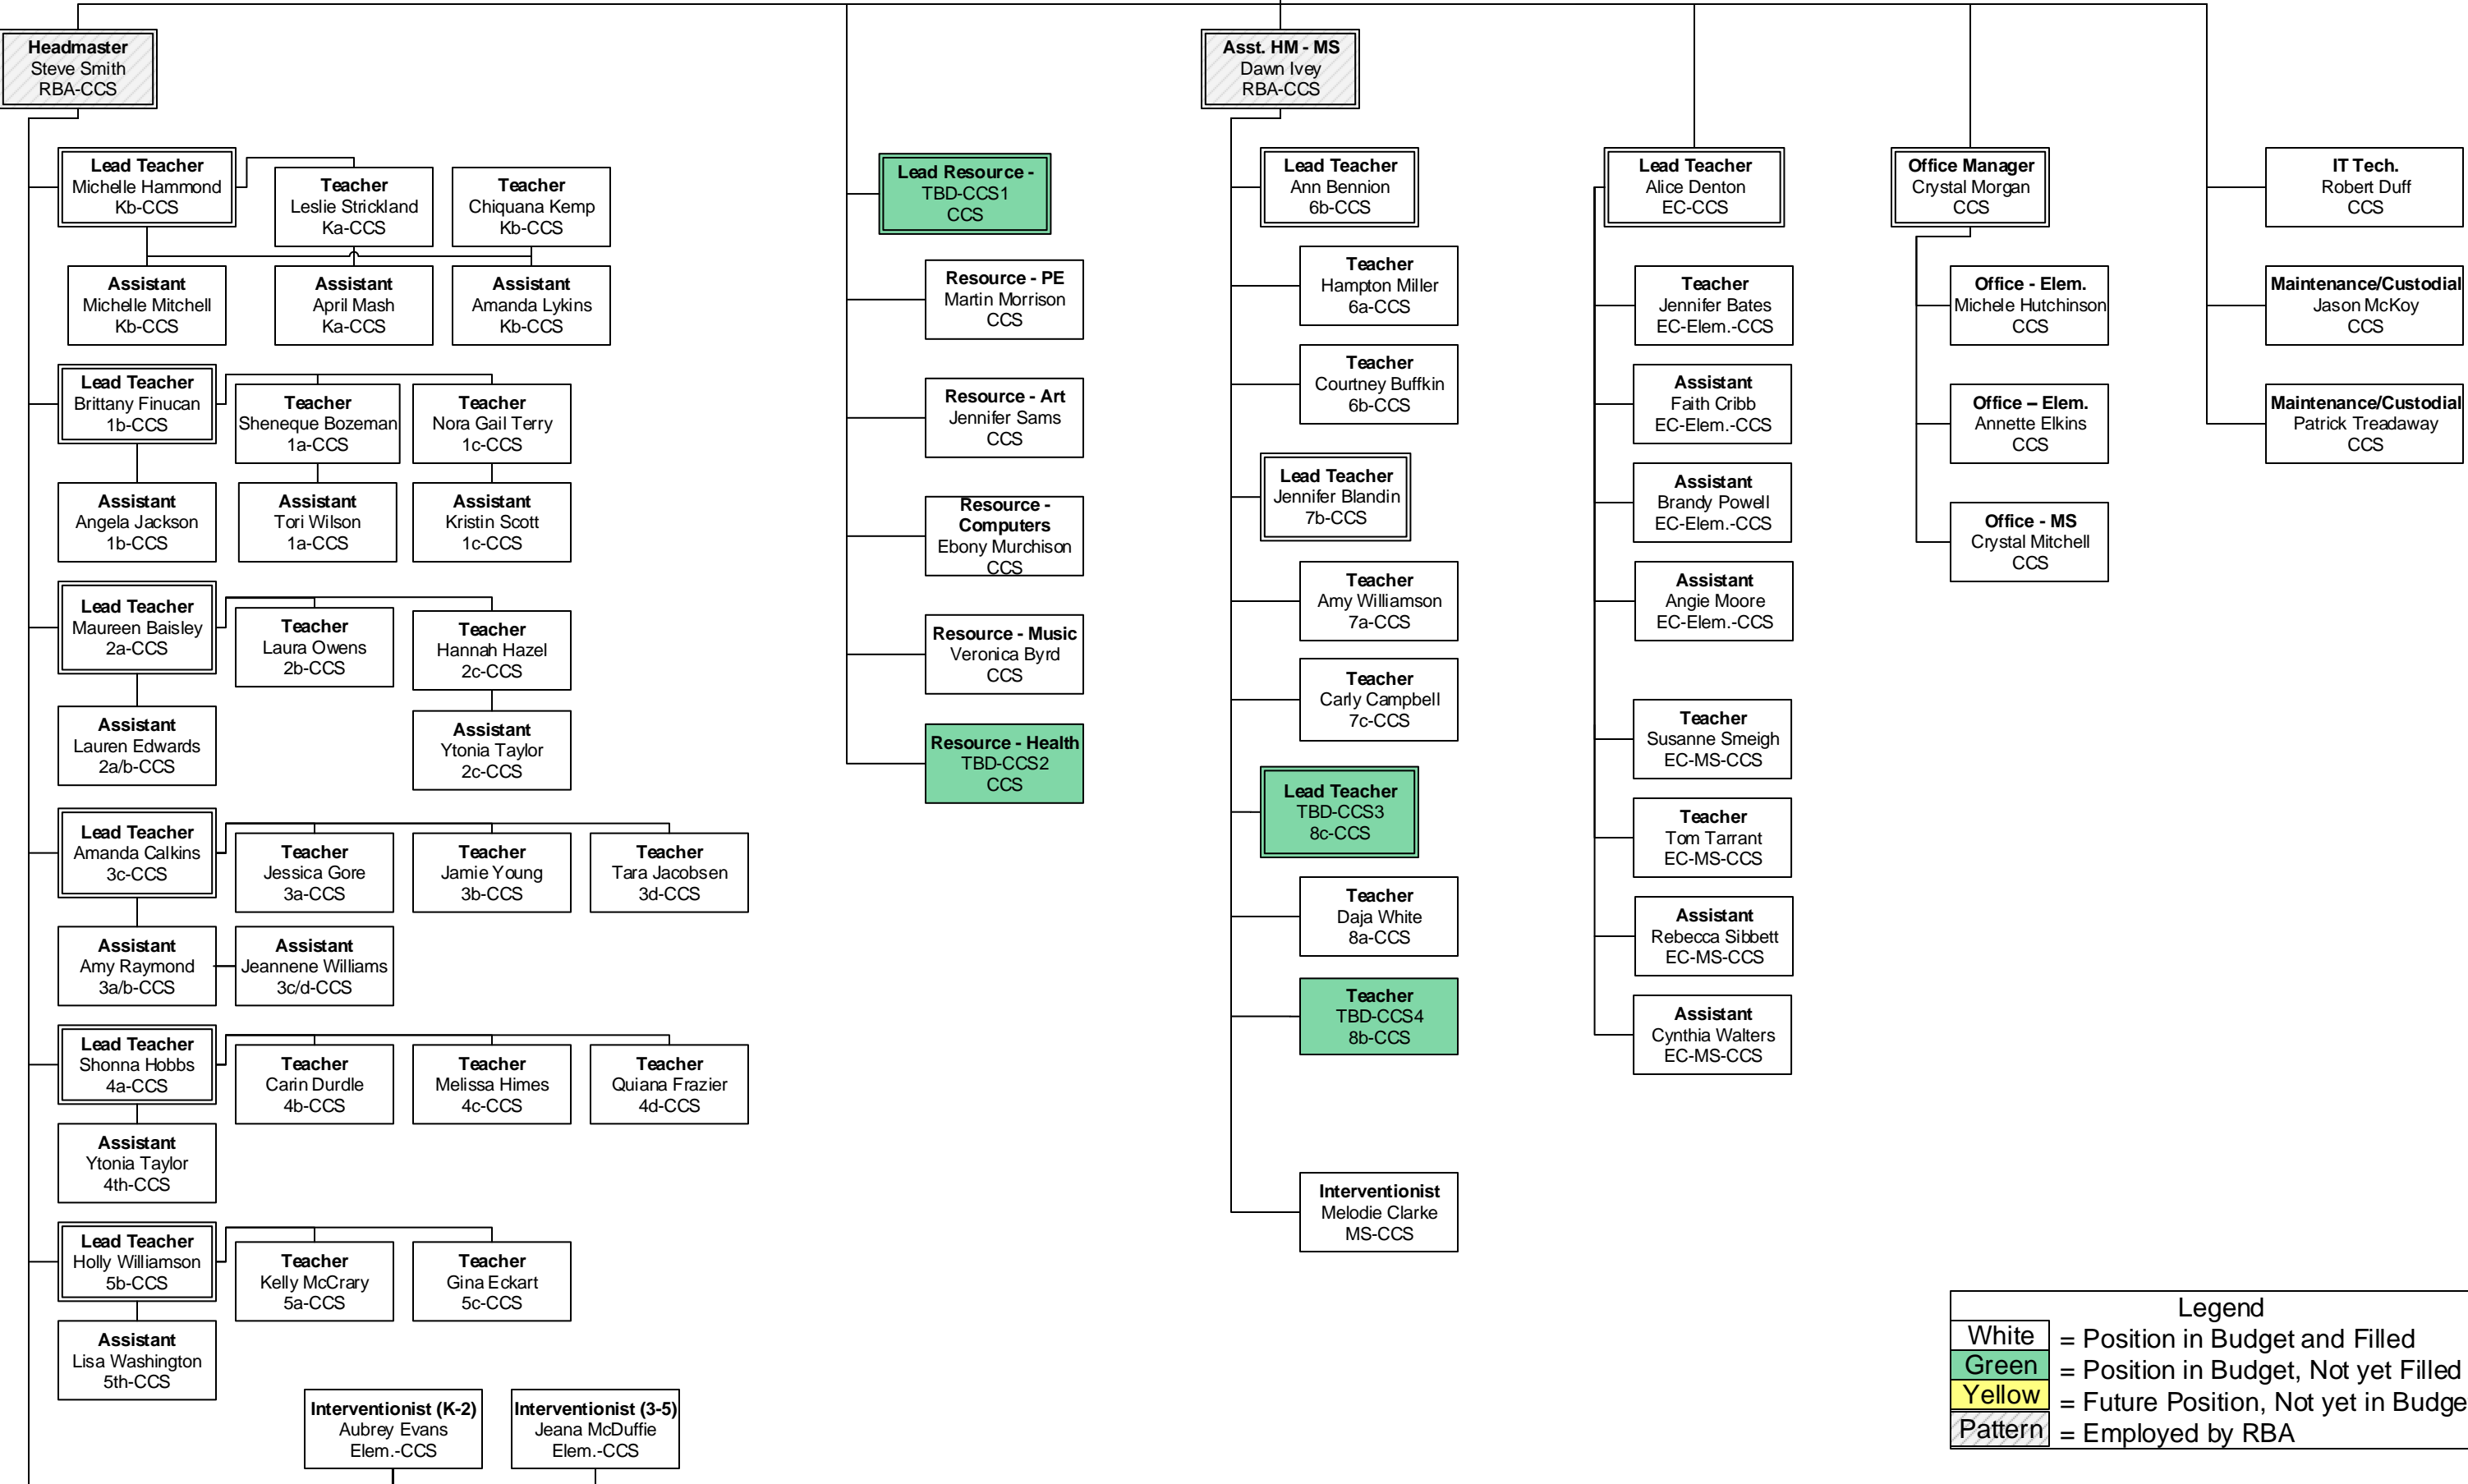 Headmaster
Steve Smith
RBA-CCS
Asst. HM - MS
Dawn Ivey
RBA-CCS
Lead Teacher
Michelle Hammond
Kb-CCS
Teacher
Leslie Strickland
Ka-CCS
Teacher
Chiquana Kemp
Kb-CCS
Assistant
Michelle Mitchell
Kb-CCS
Assistant
April Mash
Ka-CCS
Assistant
Amanda Lykins
Kb-CCS
Lead Teacher
Brittany Finucan
1b-CCS
Teacher
Sheneque Bozeman
1a-CCS
Teacher
Nora Gail Terry
1c-CCS
Assistant
Angela Jackson
1b-CCS
Assistant
Tori Wilson
1a-CCS
Assistant
Kristin Scott
1c-CCS
Lead Teacher
Maureen Baisley
2a-CCS
Teacher
Laura Owens
2b-CCS
Teacher
Hannah Hazel
2c-CCS
Assistant
Lauren Edwards
2a/b-CCS
Assistant
Ytonia Taylor
2c-CCS
Lead Teacher
Amanda Calkins
3c-CCS
Teacher
Jessica Gore
3a-CCS
Teacher
Jamie Young
3b-CCS
Teacher
Tara Jacobsen
3d-CCS
Assistant
Amy Raymond
3a/b-CCS
Assistant
Jeannene Williams
3c/d-CCS
Lead Teacher
Shonna Hobbs
4a-CCS
Teacher
Carin Durdle
4b-CCS
Teacher
Melissa Himes
4c-CCS
Teacher
Quiana Frazier
4d-CCS
Assistant
Ytonia Taylor
4th-CCS
Lead Teacher
Holly Williamson
5b-CCS
Teacher
Kelly McCrary
5a-CCS
Teacher
Gina Eckart
5c-CCS
Assistant
Lisa Washington
5th-CCS
Interventionist (K-2)
Aubrey Evans
Elem.-CCS
Interventionist (3-5)
Jeana McDuffie
Elem.-CCS
Lead Resource -
TBD-CCS1
CCS
Resource - PE
Martin Morrison
CCS
Resource - Art
Jennifer Sams
CCS
Resource -
Computers
Ebony Murchison
CCS
Resource - Music
Veronica Byrd
CCS
Resource - Health
TBD-CCS2
CCS
Lead Teacher
Ann Bennion
6b-CCS
Teacher
Hampton Miller
6a-CCS
Teacher
Courtney Buffkin
6b-CCS
Lead Teacher
Jennifer Blandin
7b-CCS
Teacher
Amy Williamson
7a-CCS
Teacher
Carly Campbell
7c-CCS
Lead Teacher
TBD-CCS3
8c-CCS
Teacher
Daja White
8a-CCS
Teacher
TBD-CCS4
8b-CCS
Interventionist
Melodie Clarke
MS-CCS
Lead Teacher
Alice Denton
EC-CCS
Teacher
Jennifer Bates
EC-Elem.-CCS
Assistant
Faith Cribb
EC-Elem.-CCS
Assistant
Brandy Powell
EC-Elem.-CCS
Assistant
Angie Moore
EC-Elem.-CCS
Teacher
Susanne Smeigh
EC-MS-CCS
Teacher
Tom Tarrant
EC-MS-CCS
Assistant
Rebecca Sibbett
EC-MS-CCS
Assistant
Cynthia Walters
EC-MS-CCS
Office Manager
Crystal Morgan
CCS
Office - Elem.
Michele Hutchinson
CCS
Office – Elem.
Annette Elkins
CCS
Office - MS
Crystal Mitchell
CCS
IT Tech.
Robert Duff
CCS
Maintenance/Custodial
Jason McKoy
CCS
Maintenance/Custodial
Patrick Treadaway
CCS
Legend
White = Position in Budget and Filled
Green = Position in Budget, Not yet Filled
Yellow = Future Position, Not yet in Budge
Pattern = Employed by RBA